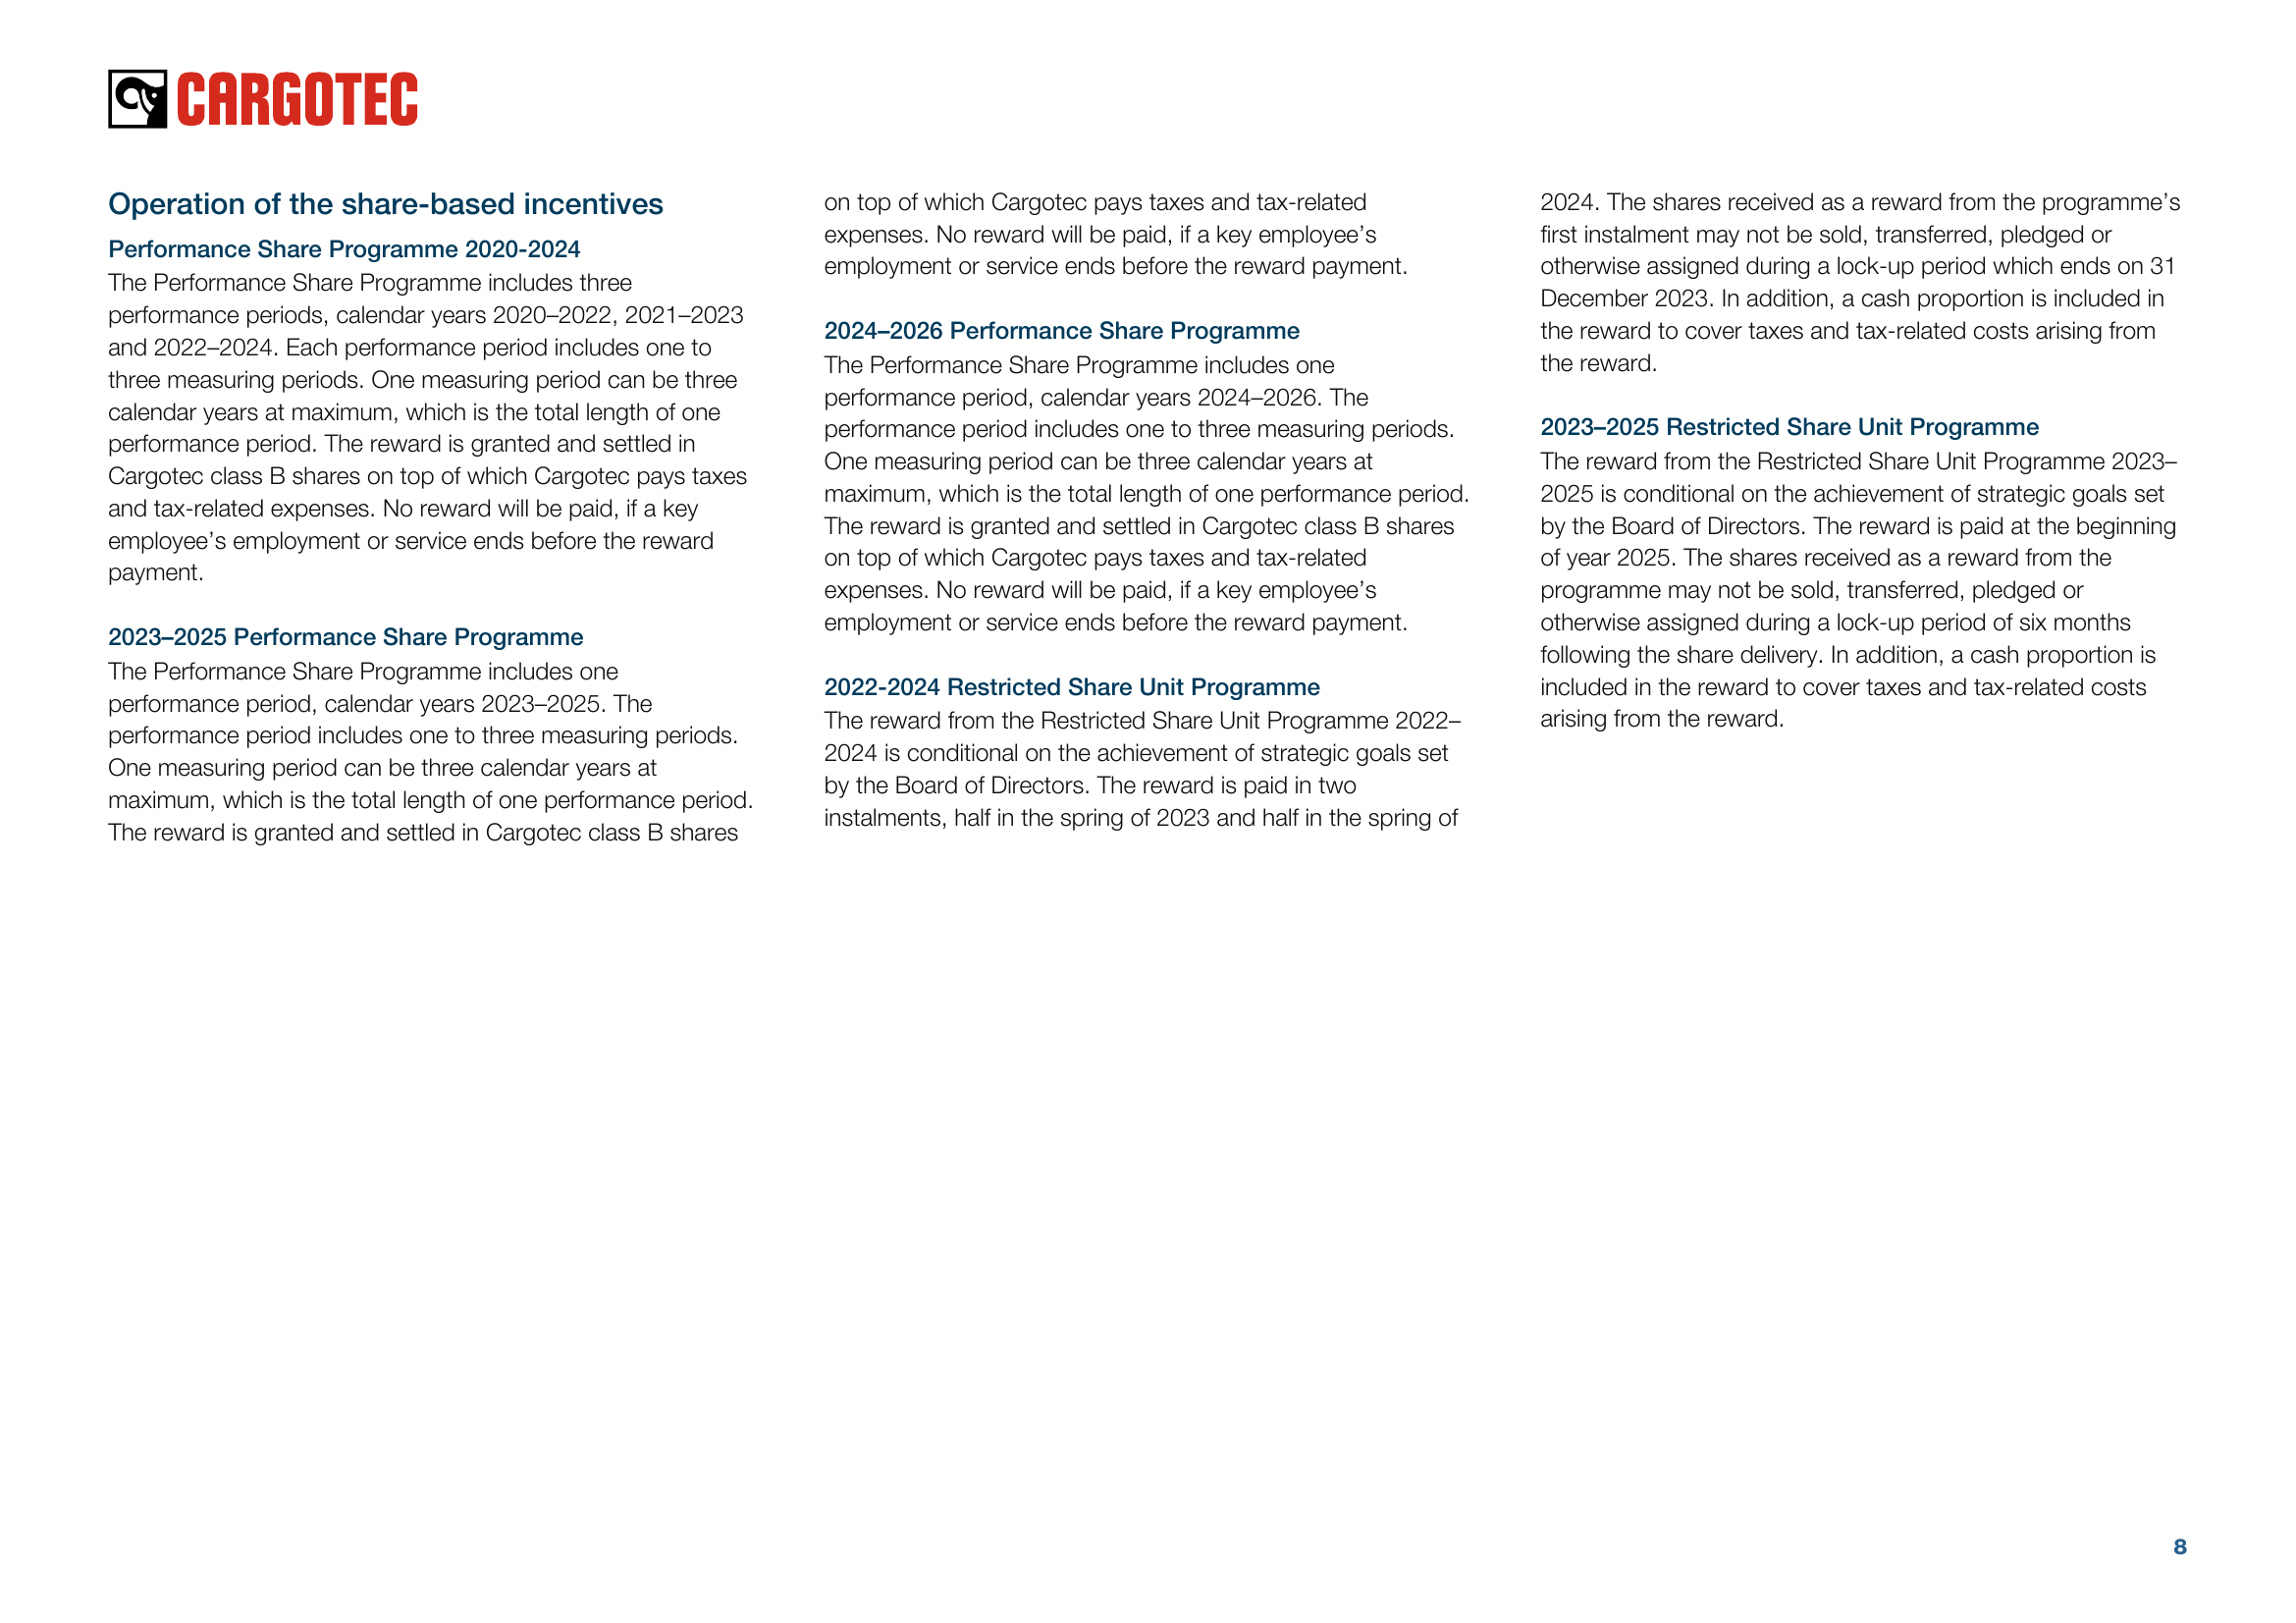 CARGOTEC
Operation of the share-based incentives
Performance Share Programme 2020-2024
The Performance Share Programme includes three
performance periods, calendar years 2020–2022, 2021–2023
and 2022–2024. Each performance period includes one to
three measuring periods. One measuring period can be three
calendar years at maximum, which is the total length of one
performance period. The reward is granted and settled in
Cargotec class B shares on top of which Cargotec pays taxes
and tax-related expenses. No reward will be paid, if a key
employee’s employment or service ends before the reward
payment.
2023–2025 Performance Share Programme
The Performance Share Programme includes one
performance period, calendar years 2023–2025. The
performance period includes one to three measuring periods.
One measuring period can be three calendar years at
maximum, which is the total length of one performance period.
The reward is granted and settled in Cargotec class B shares
on top of which Cargotec pays taxes and tax-related
expenses. No reward will be paid, if a key employee’s
employment or service ends before the reward payment.
2024–2026 Performance Share Programme
The Performance Share Programme includes one
performance period, calendar years 2024–2026. The
performance period includes one to three measuring periods.
One measuring period can be three calendar years at
maximum, which is the total length of one performance period.
The reward is granted and settled in Cargotec class B shares
on top of which Cargotec pays taxes and tax-related
expenses. No reward will be paid, if a key employee’s
employment or service ends before the reward payment.
2022-2024 Restricted Share Unit Programme
The reward from the Restricted Share Unit Programme 2022–
2024 is conditional on the achievement of strategic goals set
by the Board of Directors. The reward is paid in two
instalments, half in the spring of 2023 and half in the spring of
2024. The shares received as a reward from the programme’s
first instalment may not be sold, transferred, pledged or
otherwise assigned during a lock-up period which ends on 31
December 2023. In addition, a cash proportion is included in
the reward to cover taxes and tax-related costs arising from
the reward.
2023–2025 Restricted Share Unit Programme
The reward from the Restricted Share Unit Programme 2023–
2025 is conditional on the achievement of strategic goals set
by the Board of Directors. The reward is paid at the beginning
of year 2025. The shares received as a reward from the
programme may not be sold, transferred, pledged or
otherwise assigned during a lock-up period of six months
following the share delivery. In addition, a cash proportion is
included in the reward to cover taxes and tax-related costs
arising from the reward.
8